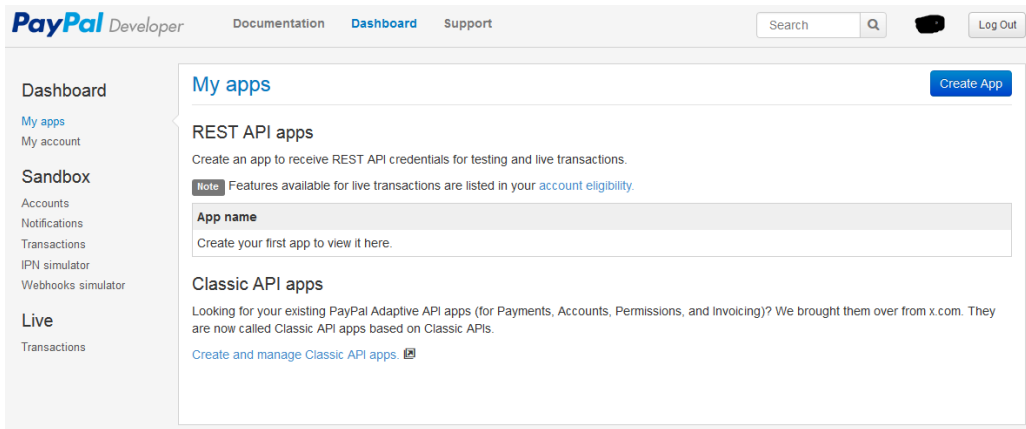 PayPal Developer
Documentation
Dashboard
Support
Search
Log Out
Dashboard
My apps
My account
Sandbox
Accounts
Notifications
Transactions
IPN simulator
Webhooks simulator
Live
Transactions
My apps
Create App
REST API apps
Create an app to receive REST API credentials for testing and live transactions.
Note Features available for live transactions are listed in your account eligibility.
App name
Create your first app to view it here.
Classic API apps
Looking for your existing PayPal Adaptive API apps (for Payments, Accounts, Permissions, and Invoicing)? We brought them over from x.com. They
are now called Classic API apps based on Classic APIs.
Create and manage Classic API apps.